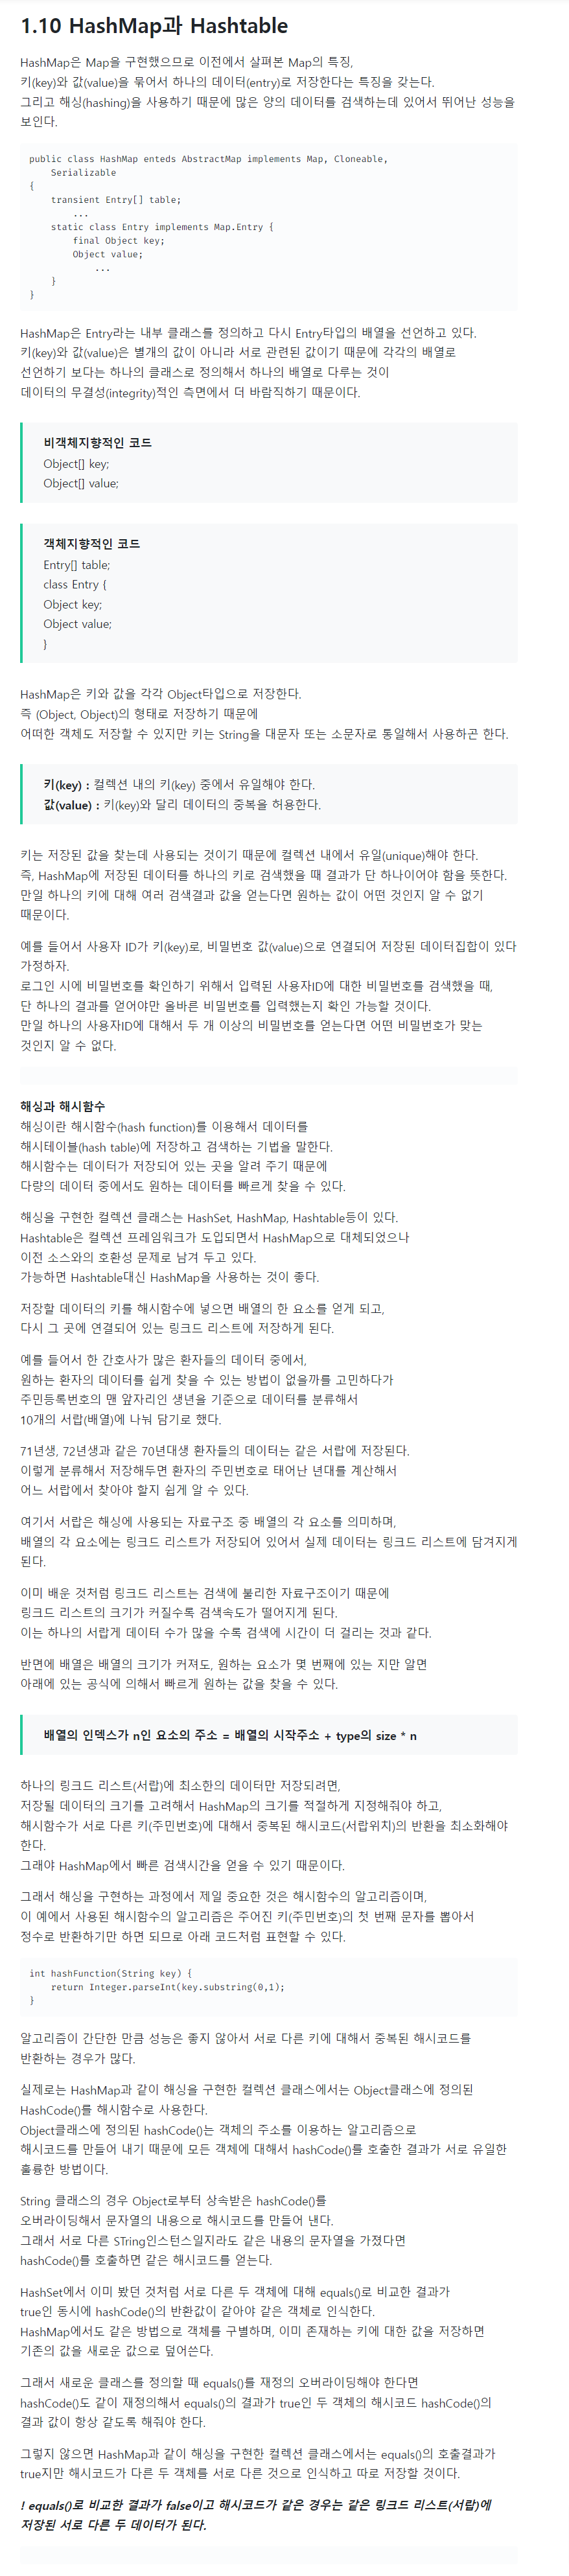 1.10 HashMap과 Hashtable
HashMap은 Map을 구현했으므로 이전에서 살펴본 Map의 특징,
키(key)와 값(value)을 묶어서 하나의 데이터(entry)로 저장한다는 특징을 갖는다.
그리고 해싱(hashing)을 사용하기 때문에 많은 양의 데이터를 검색하는데 있어서 뛰어난 성능을
보인다.
public class HashMap enteds AbstractMap implements Map, Cloneable,
    Serializable
{
    transient Entry[] table;
        ...
    static class Entry implements Map.Entry {
        final Object key;
        Object value;
            ...
    }
}
HashMap은 Entry라는 내부 클래스를 정의하고 다시 Entry타입의 배열을 선언하고 있다.
키(key)와 값(value)은 별개의 값이 아니라 서로 관련된 값이기 때문에 각각의 배열로
선언하기 보다는 하나의 클래스로 정의해서 하나의 배열로 다루는 것이
데이터의 무결성(integrity)적인 측면에서 더 바람직하기 때문이다.
비객체지향적인 코드
Object[] key;
Object[] value;
객체지향적인 코드
Entry[] table;
class Entry {
Object key;
Object value;
}
HashMap은 키와 값을 각각 Object타입으로 저장한다.
즉 (Object, Object)의 형태로 저장하기 때문에
어떠한 객체도 저장할 수 있지만 키는 String을 대문자 또는 소문자로 통일해서 사용하곤 한다.
키(key) : 컬렉션 내의 키(key) 중에서 유일해야 한다.
값(value) : 키(key)와 달리 데이터의 중복을 허용한다.
키는 저장된 값을 찾는데 사용되는 것이기 때문에 컬렉션 내에서 유일(unique)해야 한다.
즉, HashMap에 저장된 데이터를 하나의 키로 검색했을 때 결과가 단 하나이어야 함을 뜻한다.
만일 하나의 키에 대해 여러 검색결과 값을 얻는다면 원하는 값이 어떤 것인지 알 수 없기
때문이다.
예를 들어서 사용자 ID가 키(key)로, 비밀번호 값(value)으로 연결되어 저장된 데이터집합이 있다
가정하자.
로그인 시에 비밀번호를 확인하기 위해서 입력된 사용자ID에 대한 비밀번호를 검색했을 때,
단 하나의 결과를 얻어야만 올바른 비밀번호를 입력했는지 확인 가능할 것이다.
만일 하나의 사용자ID에 대해서 두 개 이상의 비밀번호를 얻는다면 어떤 비밀번호가 맞는
것인지 알 수 없다.
해싱과 해시함수
해싱이란 해시함수(hash function)를 이용해서 데이터를
해시테이블(hash table)에 저장하고 검색하는 기법을 말한다.
해시함수는 데이터가 저장되어 있는 곳을 알려 주기 때문에
다량의 데이터 중에서도 원하는 데이터를 빠르게 찾을 수 있다.
해싱을 구현한 컬렉션 클래스는 HashSet, HashMap, Hashtable등이 있다.
Hashtable은 컬렉션 프레임워크가 도입되면서 HashMap으로 대체되었으나
이전 소스와의 호환성 문제로 남겨 두고 있다.
가능하면 Hashtable대신 HashMap을 사용하는 것이 좋다.
저장할 데이터의 키를 해시함수에 넣으면 배열의 한 요소를 얻게 되고,
다시 그 곳에 연결되어 있는 링크드 리스트에 저장하게 된다.
예를 들어서 한 간호사가 많은 환자들의 데이터 중에서,
원하는 환자의 데이터를 쉽게 찾을 수 있는 방법이 없을까를 고민하다가
주민등록번호의 맨 앞자리인 생년을 기준으로 데이터를 분류해서
10개의 서랍(배열)에 나눠 담기로 했다.
71년생, 72년생과 같은 70년대생 환자들의 데이터는 같은 서랍에 저장된다.
이렇게 분류해서 저장해두면 환자의 주민번호로 태어난 년대를 계산해서
어느 서랍에서 찾아야 할지 쉽게 알 수 있다.
여기서 서랍은 해싱에 사용되는 자료구조 중 배열의 각 요소를 의미하며,
배열의 각 요소에는 링크드 리스트가 저장되어 있어서 실제 데이터는 링크드 리스트에 담겨지게
된다.
이미 배운 것처럼 링크드 리스트는 검색에 불리한 자료구조이기 때문에
링크드 리스트의 크기가 커질수록 검색속도가 떨어지게 된다.
이는 하나의 서랍게 데이터 수가 많을 수록 검색에 시간이 더 걸리는 것과 같다.
반면에 배열은 배열의 크기가 커져도, 원하는 요소가 몇 번째에 있는 지만 알면
아래에 있는 공식에 의해서 빠르게 원하는 값을 찾을 수 있다.
배열의 인덱스가 n인 요소의 주소 = 배열의 시작주소 + type의 size * n
하나의 링크드 리스트(서랍)에 최소한의 데이터만 저장되려면,
저장될 데이터의 크기를 고려해서 HashMap의 크기를 적절하게 지정해줘야 하고,
해시함수가 서로 다른 키(주민번호)에 대해서 중복된 해시코드(서랍위치)의 반환을 최소화해야
한다.
그래야 HashMap에서 빠른 검색시간을 얻을 수 있기 때문이다.
그래서 해싱을 구현하는 과정에서 제일 중요한 것은 해시함수의 알고리즘이며,
이 예에서 사용된 해시함수의 알고리즘은 주어진 키(주민번호)의 첫 번째 문자를 뽑아서
정수로 반환하기만 하면 되므로 아래 코드처럼 표현할 수 있다.
int hashFunction(String key) {
    return Integer.parseInt(key.substring(0,1);
}
알고리즘이 간단한 만큼 성능은 좋지 않아서 서로 다른 키에 대해서 중복된 해시코드를
반환하는 경우가 많다.
실제로는 HashMap과 같이 해싱을 구현한 컬렉션 클래스에서는 Object클래스에 정의된
HashCode()를 해시함수로 사용한다.
Object클래스에 정의된 hashCode()는 객체의 주소를 이용하는 알고리즘으로
해시코드를 만들어 내기 때문에 모든 객체에 대해서 hashCode()를 호출한 결과가 서로 유일한
훌륭한 방법이다.
String 클래스의 경우 Object로부터 상속받은 hashCode()를
오버라이딩해서 문자열의 내용으로 해시코드를 만들어 낸다.
그래서 서로 다른 STring인스턴스일지라도 같은 내용의 문자열을 가졌다면
hashCode()를 호출하면 같은 해시코드를 얻는다.
HashSet에서 이미 봤던 것처럼 서로 다른 두 객체에 대해 equals()로 비교한 결과가
true인 동시에 hashCode()의 반환값이 같아야 같은 객체로 인식한다.
HashMap에서도 같은 방법으로 객체를 구별하며, 이미 존재하는 키에 대한 값을 저장하면
기존의 값을 새로운 값으로 덮어쓴다.
그래서 새로운 클래스를 정의할 때 equals()를 재정의 오버라이딩해야 한다면
hashCode()도 같이 재정의해서 equals()의 결과가 true인 두 객체의 해시코드 hashCode()의
결과 값이 항상 같도록 해줘야 한다.
그렇지 않으면 HashMap과 같이 해싱을 구현한 컬렉션 클래스에서는 equals()의 호출결과가
true지만 해시코드가 다른 두 객체를 서로 다른 것으로 인식하고 따로 저장할 것이다.
! equals()로 비교한 결과가 false이고 해시코드가 같은 경우는 같은 링크드 리스트(서랍)에
저장된 서로 다른 두 데이터가 된다.